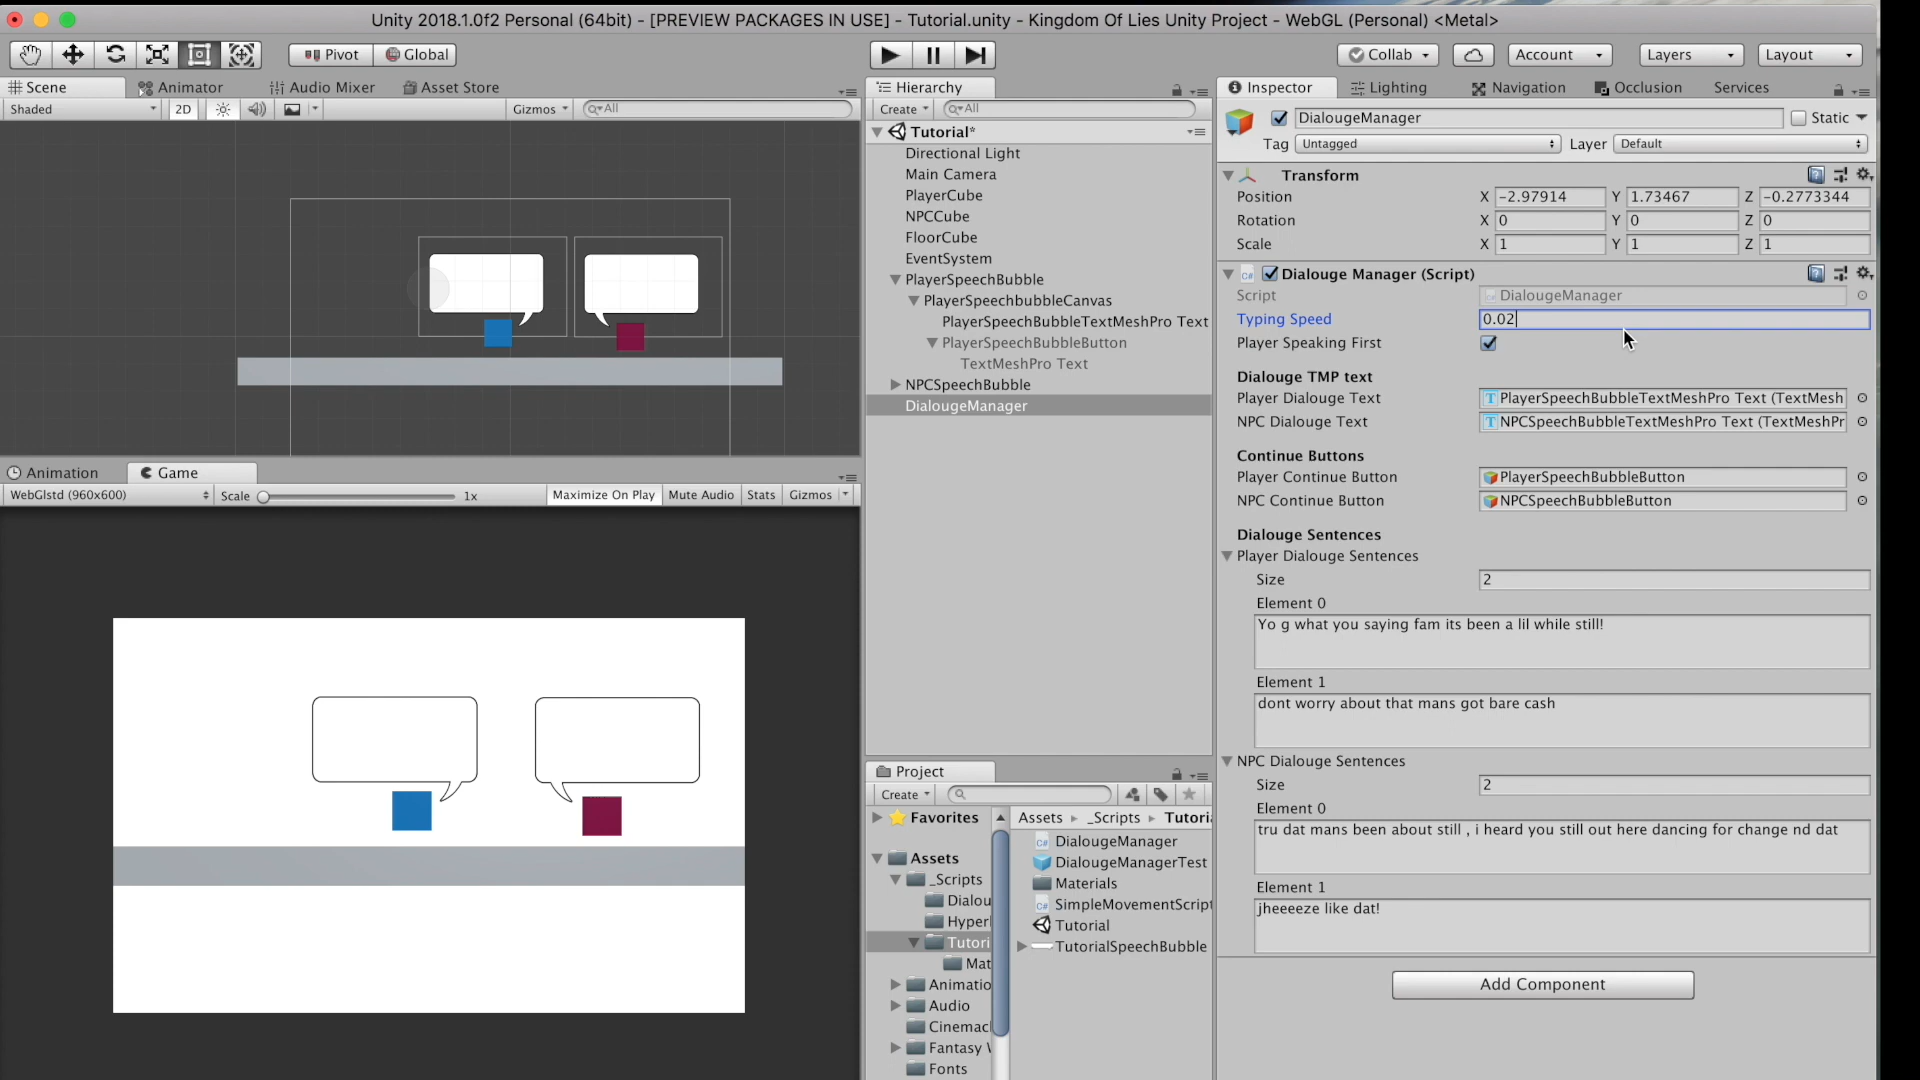 Unity 2018.1.0f2 Personal (64bit) - [PREVIEW PACKAGES IN USE] - Tutorial.unity - Kingdom Of Lies Unity Project - WebGL (Personal) <Metal>
Pivot Global Collab Account Layers Layout
Scene Animator Audio Mixer Asset Store
Shaded 2D Gizmos All
Hierarchy
Create All
Tutorial*
Directional Light
Main Camera
PlayerCube
NPCCube
FloorCube
EventSystem
PlayerSpeechBubble
PlayerSpeechbubbleCanvas
PlayerSpeechBubbleTextMeshPro Text
PlayerSpeechBubbleButton
TextMeshPro Text
NPCSpeechBubble
DialougeManager
Animation Game
WebGlstd (960x600) Scale 1x Maximize On Play Mute Audio Stats Gizmos
Project
Create
Favorites
Assets
_Scripts
Dialou
Hyperl
Tutori
Mat
Animatio
Audio
Cinemac
Fantasy
Fonts
Assets _Scripts Tutori
DialougeManager
DialougeManagerTest
Materials
SimpleMovementScript
Tutorial
TutorialSpeechBubble
Inspector Lighting Navigation Occlusion Services
DialougeManager Static
Tag Untagged Layer Default
Transform
Position X -2.97914 Y 1.73467 Z -0.2773344
Rotation X 0 Y 0 Z 0
Scale X 1 Y 1 Z 1
C# Dialouge Manager (Script)
Script DialougeManager
Typing Speed 0.02
Player Speaking First
Dialouge TMP text
Player Dialouge Text PlayerSpeechBubbleTextMeshPro Text (TextMesh
NPC Dialouge Text NPCSpeechBubbleTextMeshPro Text (TextMeshPr
Continue Buttons
Player Continue Button PlayerSpeechBubbleButton
NPC Continue Button NPCSpeechBubbleButton
Dialouge Sentences
Player Dialouge Sentences
Size 2
Element 0
Yo g what you saying fam its been a lil while still!
Element 1
dont worry about that mans got bare cash
NPC Dialouge Sentences
Size 2
Element 0
tru dat mans been about still , i heard you still out here dancing for change nd dat
Element 1
jheeeeze like dat!
Add Component